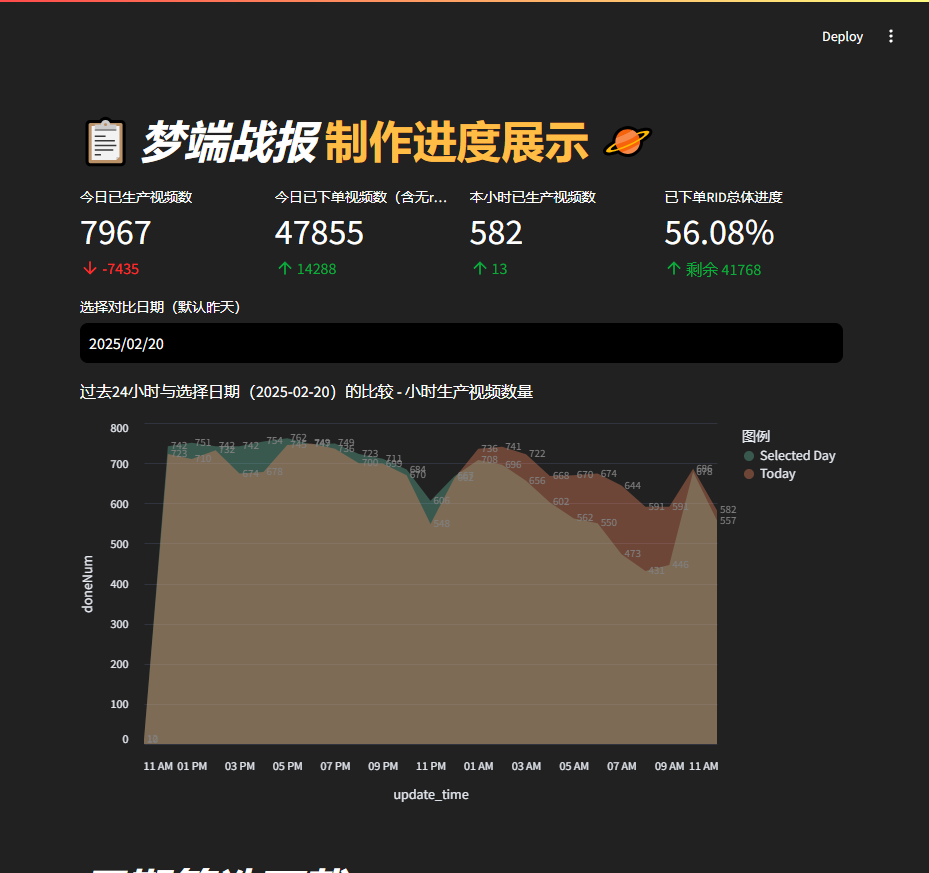 Deploy
梦端战报 制作进度展示
今日已生产视频数
7967
-7435
今日已下单视频数（含无r...
47855
14288
本小时已生产视频数
582
13
已下单RID总体进度
56.08%
剩余 41768
选择对比日期（默认昨天）
2025/02/20
过去24小时与选择日期（2025-02-20）的比较 - 小时生产视频数量
图例
Selected Day
Today
doneNum
800
700
600
500
400
300
200
100
0
742 751 742 742 754 762 749 749 723 711 684
723 710 732 674 678 745 736 700 699 670
548
736 741 722 668 670 674 644 591 591
708 696 656 602 562 550 473 431 446
696
678
582
557
11 AM 01 PM 03 PM 05 PM 07 PM 09 PM 11 PM 01 AM 03 AM 05 AM 07 AM 09 AM 11 AM
update_time